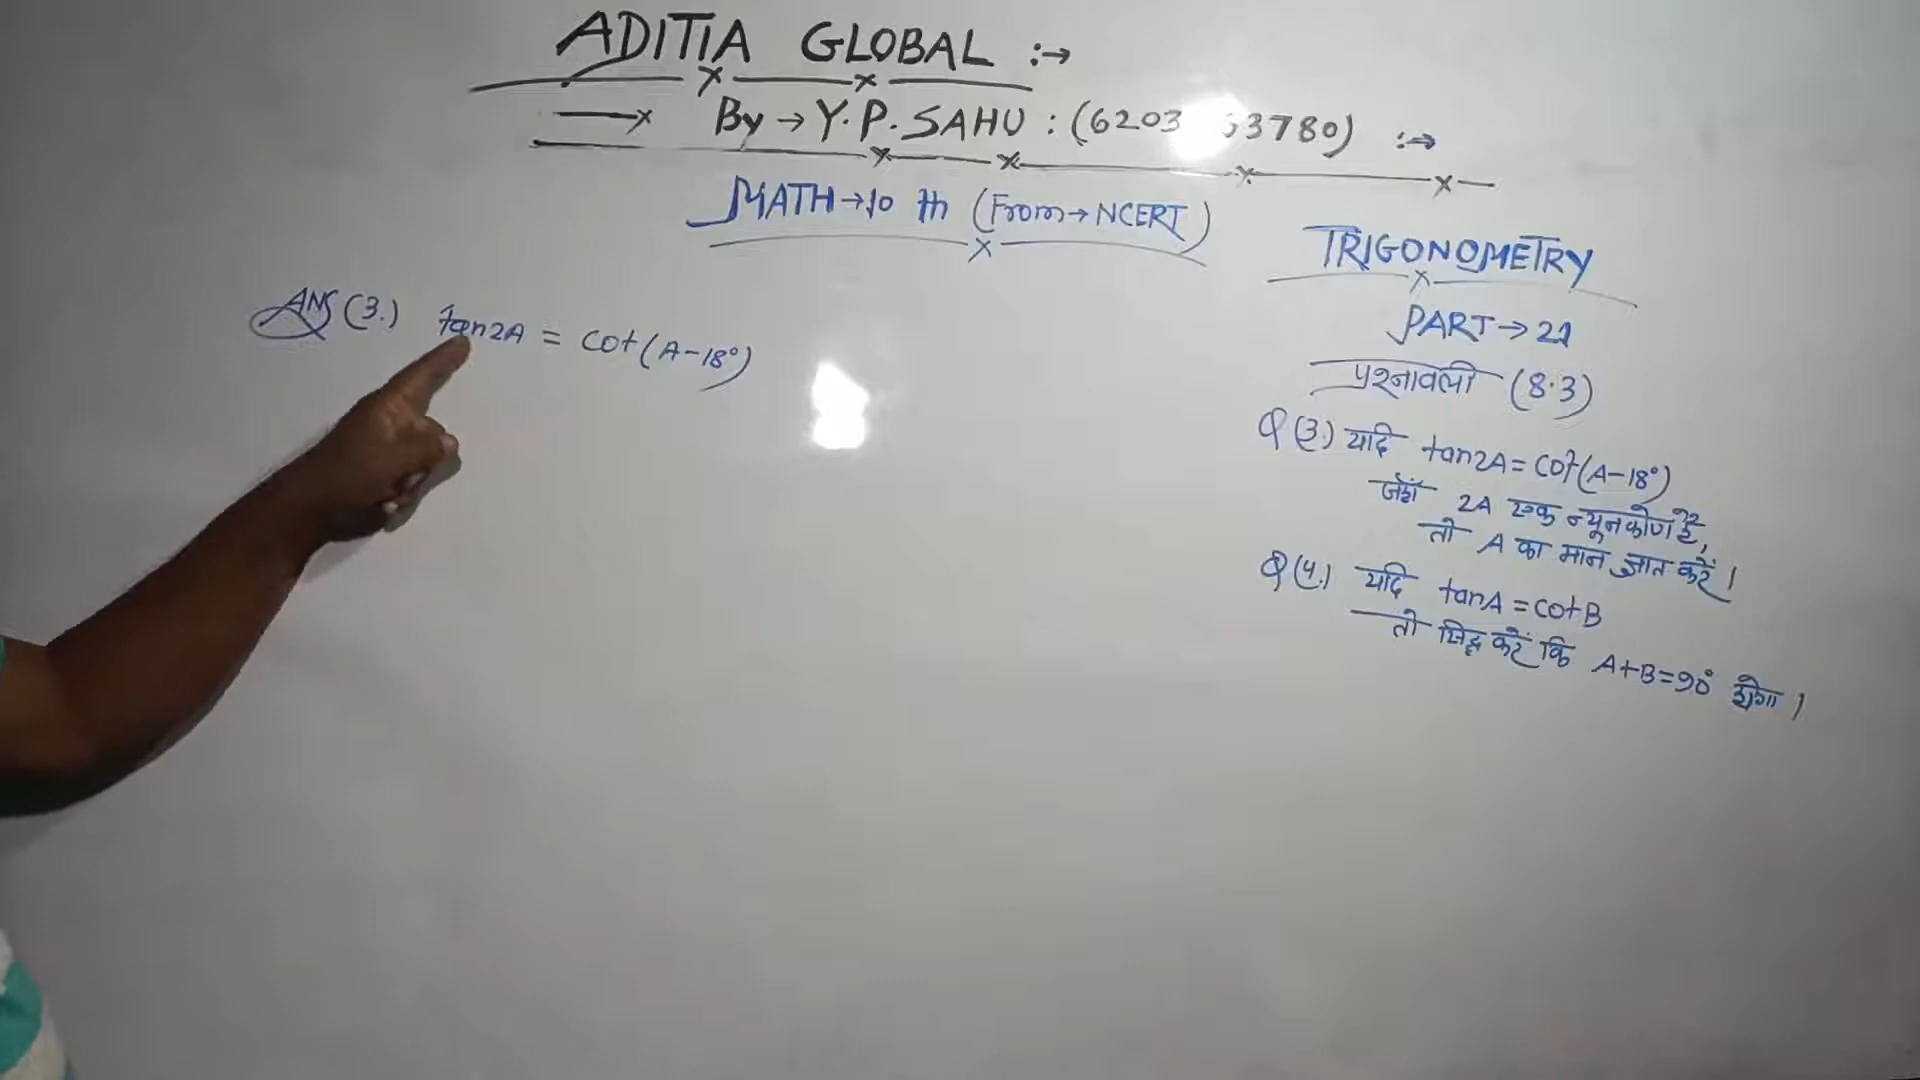 ADITIA GLOBAL :→
By → Y.P. SAHU : (6203 3780) :→
MATH → 10 th (From → NCERT)
TRIGONOMETRY
PART → 21
प्रश्नावली (8.3)
Q (3.) यदि tan2A = cot(A-18°)
जहाँ 2A एक न्यूनकोण है,
तो A का मान ज्ञात करें।
Q (4.) यदि tanA = cotB
तो सिद्ध करें कि A+B=90° होगा।
ANS (3.) tan2A = cot(A-18°)